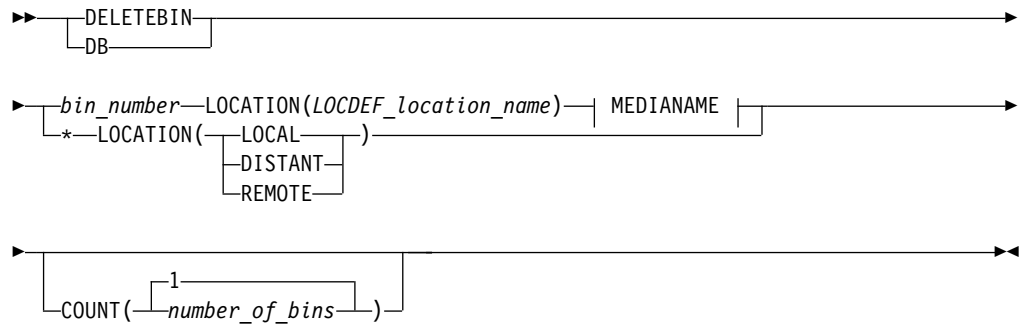 DELETEBIN
DB
bin_number LOCATION(LOCDEF_location_name) MEDIANAME
* LOCATION( LOCAL )
DISTANT
REMOTE
1
COUNT( number_of_bins )